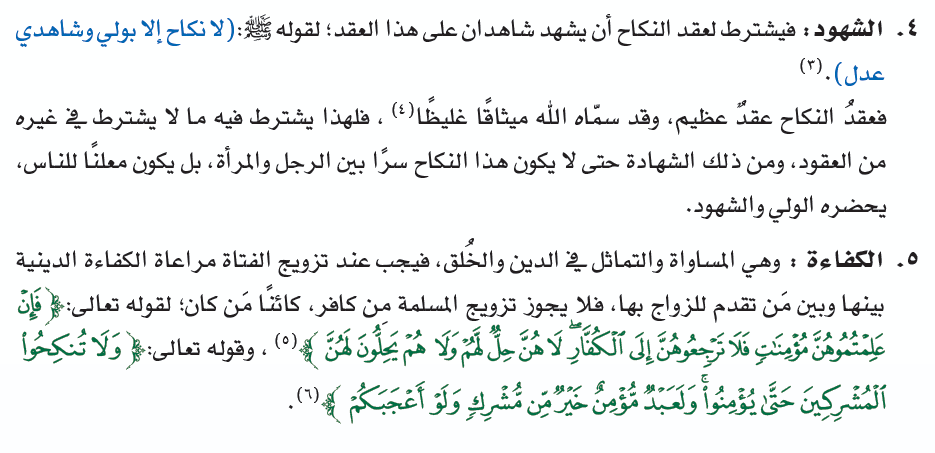 ٤. الشهود : فيشترط لعقد النكاح أن يشهد شاهدان على هذا العقد؛ لقوله ﷺ:(لا نكاح إلا بولي وشاهدي
عدل).(٣)
فعقدُ النكاح عقدٌ عظيم، وقد سمّاه الله ميثاقًا غليظًا(٤) ، فلهذا يشترط فيه ما لا يشترط في غيره
من العقود، ومن ذلك الشهادة حتى لا يكون هذا النكاح سرًا بين الرجل والمرأة، بل يكون معلنًا للناس،
يحضره الولي والشهود.
٥. الكفاءة : وهي المساواة والتماثل في الدين والخُلق، فيجب عند تزويج الفتاة مراعاة الكفاءة الدينية
بينها وبين مَن تقدم للزواج بها، فلا يجوز تزويج المسلمة من كافر، كائنًا مَن كان؛ لقوله تعالى:﴿ فَإِنۡ
عَلِمۡتُمُوهُنَّ مُؤۡمِنَٰتٖ فَلَا تَرۡجِعُوهُنَّ إِلَى ٱلۡكُفَّارِۖ لَا هُنَّ حِلّٞ لَّهُمۡ وَلَا هُمۡ يَحِلُّونَ لَهُنَّ ﴾(٥) ، وقوله تعالى:﴿ وَلَا تُنكِحُواْ
ٱلۡمُشۡرِكِينَ حَتَّىٰ يُؤۡمِنُواْۚ وَلَعَبۡدٞ مُّؤۡمِنٌ خَيۡرٞ مِّن مُّشۡرِكٖ وَلَوۡ أَعۡجَبَكُمۡ ﴾(٦).